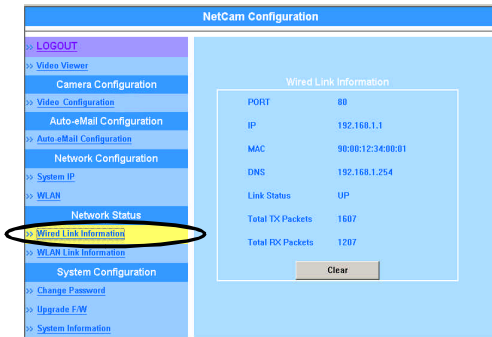 NetCam Configuration
>> LOGOUT
>> Video Viewer
Camera Configuration
>> Video Configuration
Auto-eMail Configuration
>> Auto-eMail Configuration
Network Configuration
>> System IP
>> WLAN
Network Status
>> Wired Link Information
>> WLAN Link Information
System Configuration
>> Change Password
>> Upgrade F/W
>> System Information
Wired Link Information
PORT 80
IP 192.168.1.1
MAC 90:00:12:34:00:01
DNS 192.168.1.254
Link Status UP
Total TX Packets 1607
Total RX Packets 1207
Clear